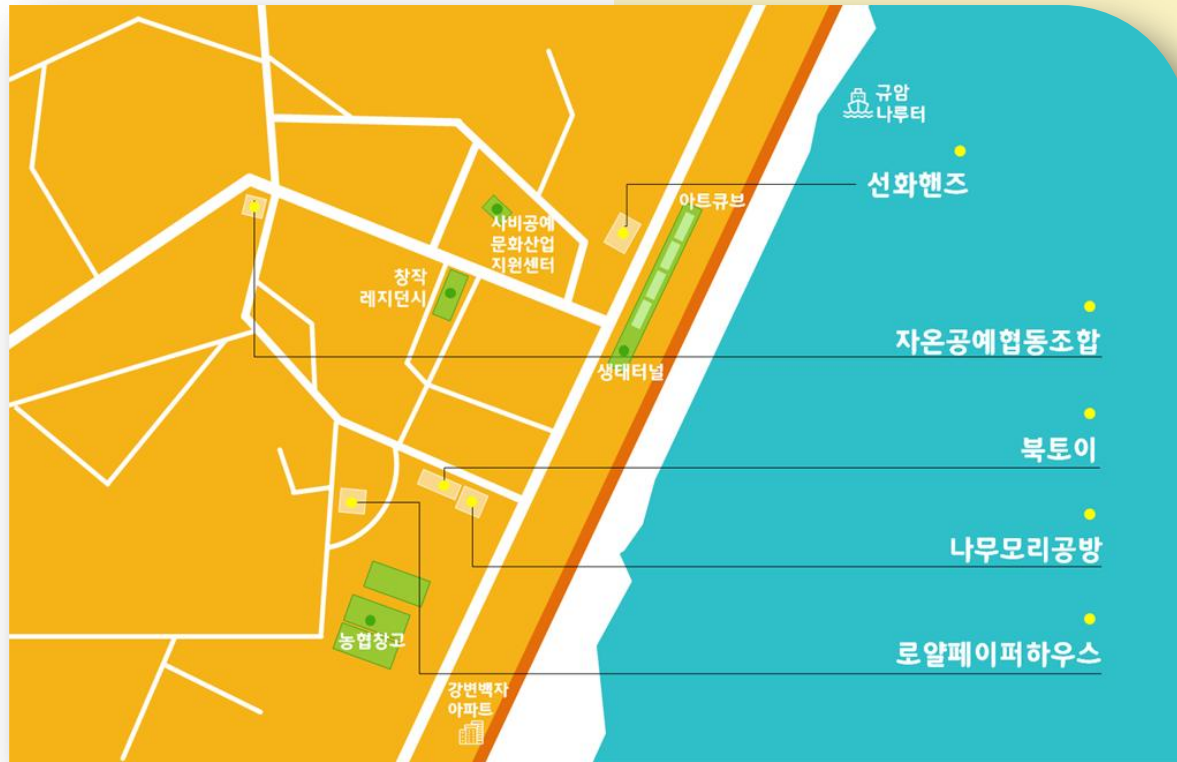 규암
나루터
선화핸즈
아트큐브
사비공예
문화산업
지원센터
창작
레지던시
자온공예협동조합
생태터널
북토이
나무모리공방
농협창고
로얄페이퍼하우스
강변백자
아파트